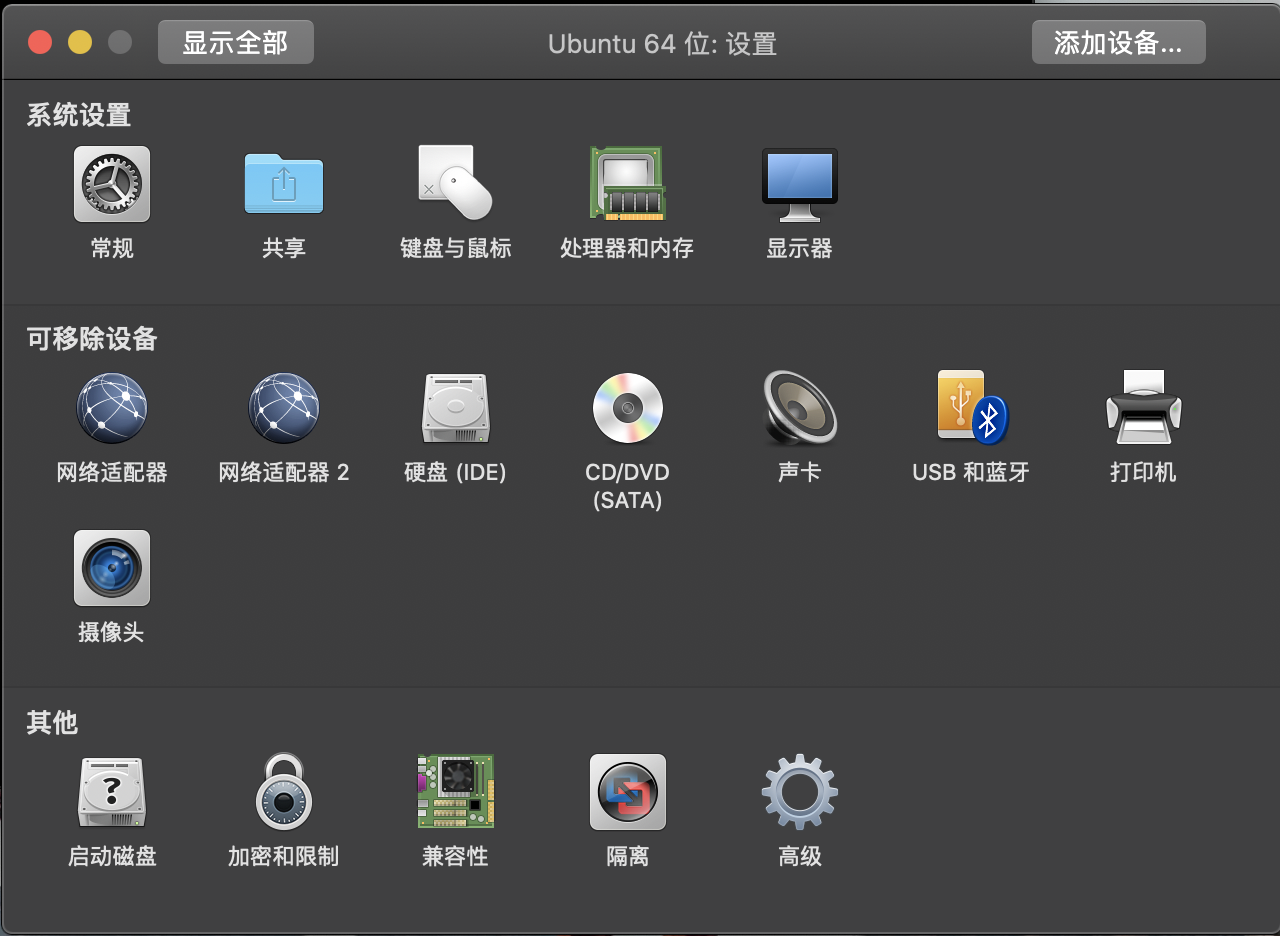 显示全部
Ubuntu 64 位: 设置
添加设备...
系统设置
常规
共享
键盘与鼠标
处理器和内存
显示器
可移除设备
网络适配器
网络适配器 2
硬盘 (IDE)
CD/DVD
(SATA)
声卡
USB 和蓝牙
打印机
摄像头
其他
?
启动磁盘
加密和限制
兼容性
隔离
高级